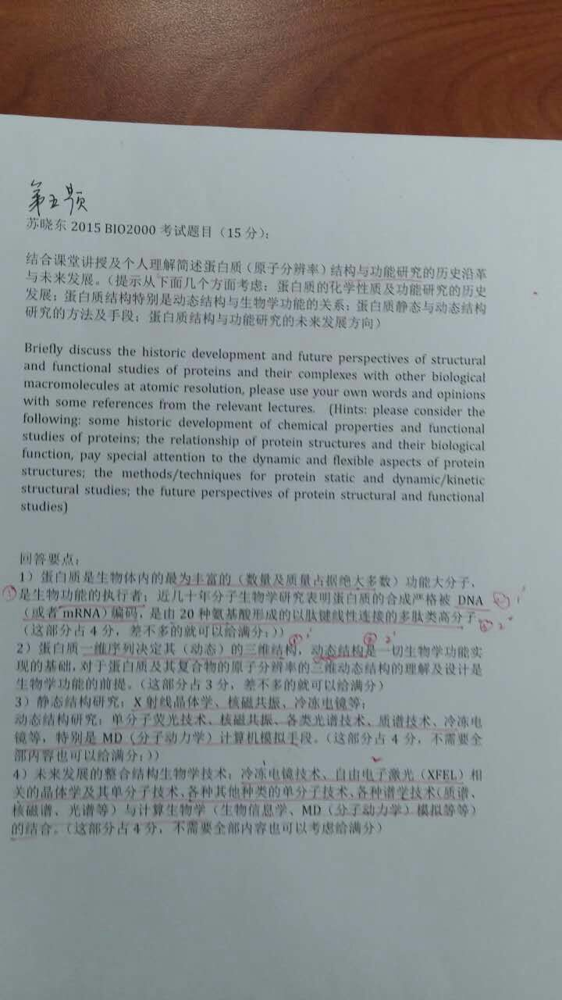 第五题
苏晓东 2015 BIO2000 考试题目（15 分）；
结合课堂讲授及个人理解简述蛋白质（原子分辨率）结构与功能研究的历史沿革
与未来发展。（提示从下面几个方面考虑：蛋白质的化学性质及功能研究的历史
发展；蛋白质结构特别是动态结构与生物学功能的关系；蛋白质静态与动态结构
研究的方法及手段；蛋白质结构与功能研究的未来发展方向）
Briefly discuss the historic development and future perspectives of structural
and functional studies of proteins and their complexes with other biological
macromolecules at atomic resolution, please use your own words and opinions
with some references from the relevant lectures. (Hints: please consider the
following: some historic development of chemical properties and functional
studies of proteins; the relationship of protein structures and their biological
function, pay special attention to the dynamic and flexible aspects of protein
structures; the methods/techniques for protein static and dynamic/kinetic
structural studies; the future perspectives of protein structural and functional
studies)
回答要点：
1）蛋白质是生物体内的最为丰富的（数量及质量占据绝大多数）功能大分子、
①是生物功能的执行者；近几十年分子生物学研究表明蛋白质的合成严格被 DNA 1'
（或者 mRNA）编码，是由 20 种氨基酸形成的以肽键线性连接的多肽类高分子。 2'
（这部分占 4 分，差不多的就可以给满分：））
① 1' ② 2'
2）蛋白质一维序列决定其（动态）的三维结构，动态结构是一切生物学功能实
现的基础，对于蛋白质及其复合物的原子分辨率的三维动态结构的理解及设计是
生物学功能的前提。（这部分占 3 分，差不多的就可以给满分）
3）静态结构研究：X 射线晶体学、核磁共振、冷冻电镜等；
动态结构研究：单分子荧光技术、核磁共振、各类光谱技术、质谱技术、冷冻电
镜等，特别是 MD（分子动力学）计算机模拟手段。（这部分占 4 分，不需要全
部内容也可以给满分：））
4）未来发展的整合结构生物学技术：冷冻电镜技术、自由电子激光（XFEL）相
关的晶体学及其单分子技术、各种其他种类的单分子技术、各种谱学技术（质谱、
核磁谱、光谱等）与计算生物学（生物信息学、MD（分子动力学）模拟等等）
的结合。（这部分占 4 分，不需要全部内容也可以考虑给满分）